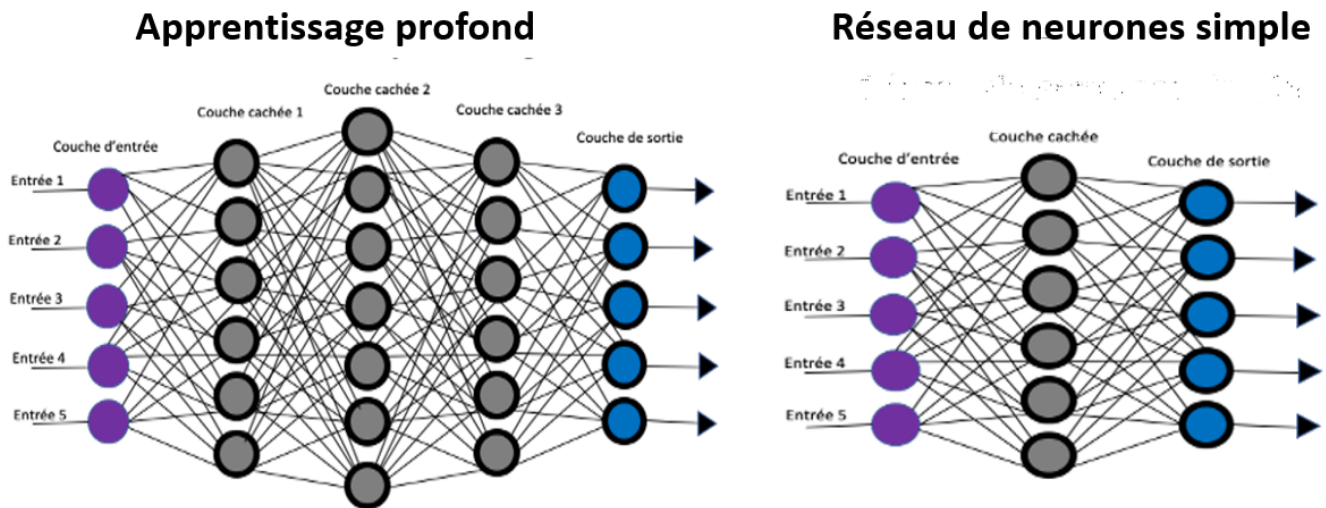 Apprentissage profond
Couche d'entrée
Couche cachée 1
Couche cachée 2
Couche cachée 3
Couche de sortie
Entrée 1
Entrée 2
Entrée 3
Entrée 4
Entrée 5
Réseau de neurones simple
Couche d'entrée
Couche cachée
Couche de sortie
Entrée 1
Entrée 2
Entrée 3
Entrée 4
Entrée 5